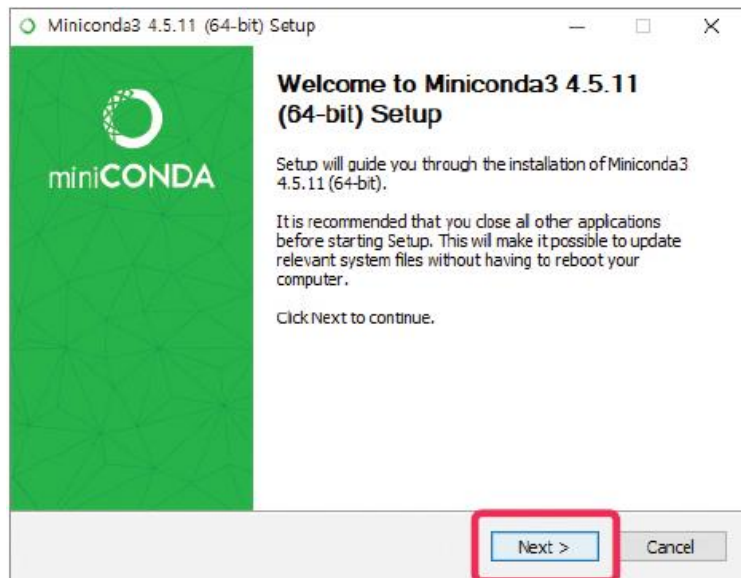 Miniconda3 4.5.11 (64-bit) Setup
miniCONDA
Welcome to Miniconda3 4.5.11
(64-bit) Setup
Setup will guide you through the installation of Miniconda3
4.5.11 (64-bit).
It is recommended that you close all other applications
before starting Setup. This will make it possible to update
relevant system files without having to reboot your
computer.
Click Next to continue.
Next >
Cancel